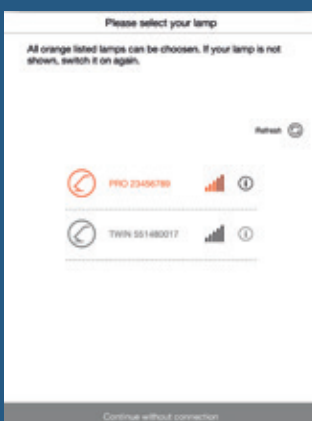 Please select your lamp
All orange listed lamps can be choosen. If your lamp is not
shown, switch it on again.
Refresh
PRO 23456789
TWIN 551480017
Continue without connection